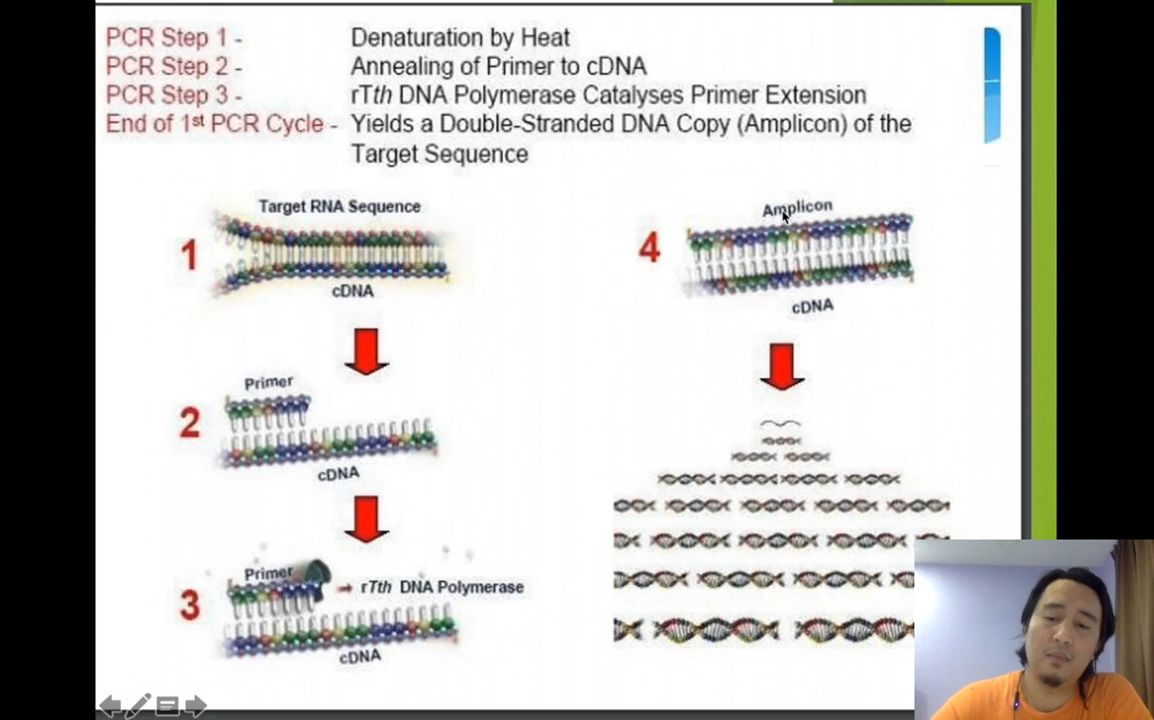 PCR Step 1 - Denaturation by Heat
PCR Step 2 - Annealing of Primer to cDNA
PCR Step 3 - rTth DNA Polymerase Catalyses Primer Extension
End of 1st PCR Cycle - Yields a Double-Stranded DNA Copy (Amplicon) of the
Target Sequence
Target RNA Sequence
1
cDNA
Primer
2
cDNA
Primer
rTth DNA Polymerase
3
cDNA
Amplicon
4
cDNA